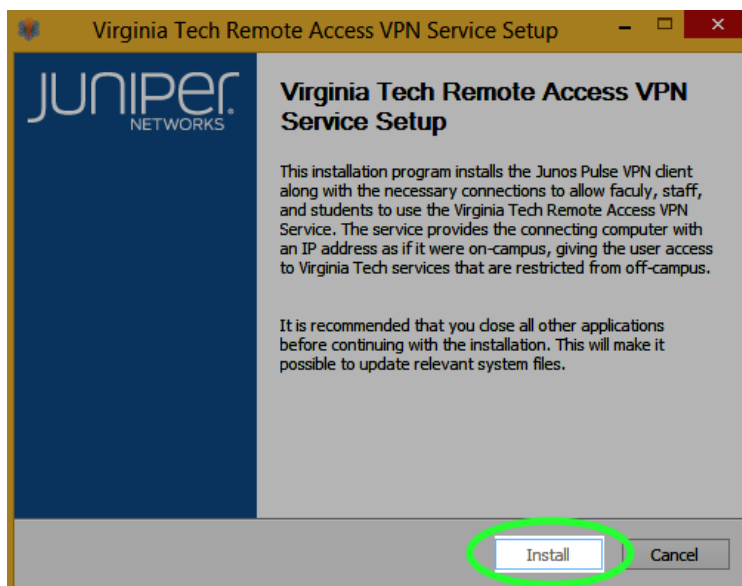 Virginia Tech Remote Access VPN Service Setup
JUNIPEr
NETWORKS
Virginia Tech Remote Access VPN
Service Setup
This installation program installs the Junos Pulse VPN client
along with the necessary connections to allow faculy, staff,
and students to use the Virginia Tech Remote Access VPN
Service. The service provides the connecting computer with
an IP address as if it were on-campus, giving the user access
to Virginia Tech services that are restricted from off-campus.
It is recommended that you close all other applications
before continuing with the installation. This will make it
possible to update relevant system files.
Install
Cancel